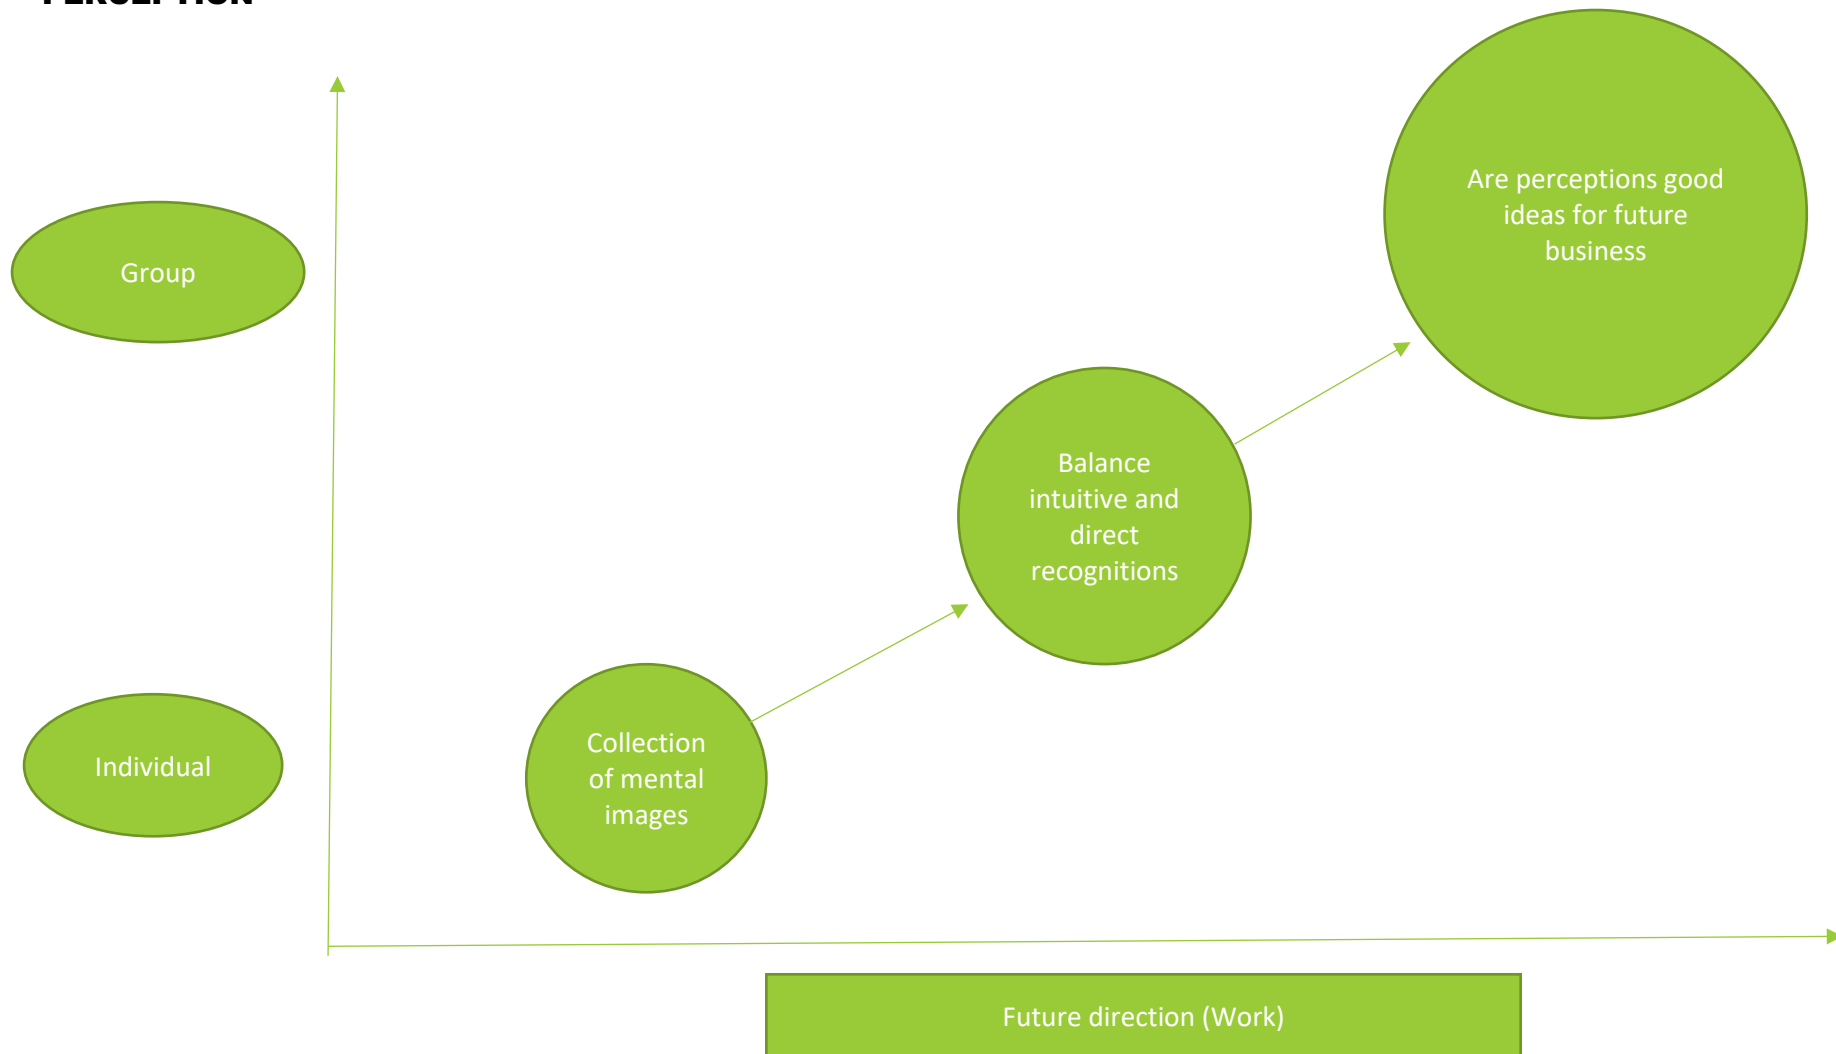 PERCEPTION
Are perceptions good
ideas for future
business
Group
Balance
intuitive and
direct
recognitions
Collection
of mental
images
Individual
Future direction (Work)